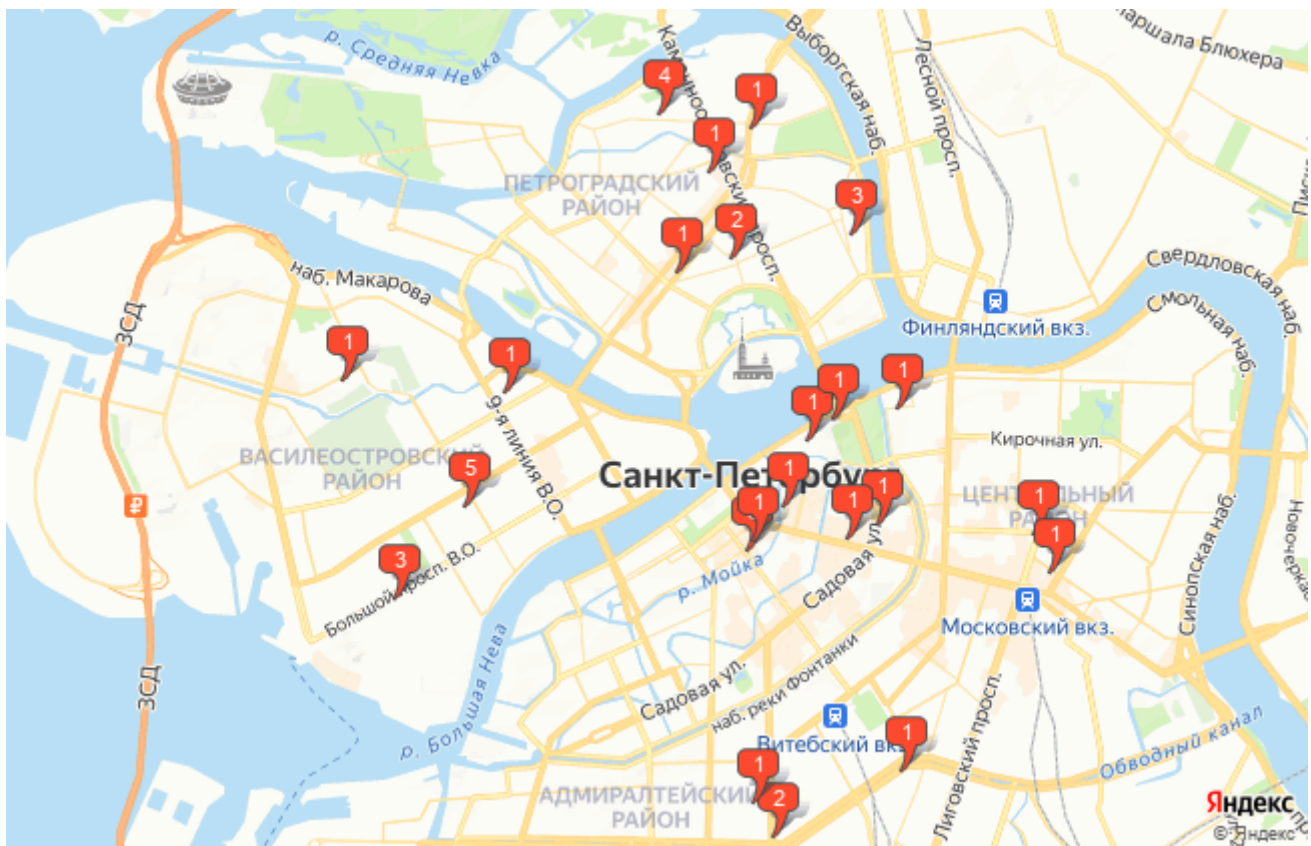 Каменноостровский просп.
Выборгская наб.
Лесной просп.
Маршала Блюхера
р. Средняя Невка
4
1
1
ПЕТРОГРАДСКИЙ
РАЙОН
3
2
1
наб. Макарова
ЗСД
Свердловская наб.
Смольная наб.
Финляндский вкз.
1
1
1
1
1
9-я линия В.О.
Кирочная ул.
ВАСИЛЕОСТРОВСКИЙ
РАЙОН
5
Санкт-Петербург
1
1
1
1
ЦЕНТРАЛЬНЫЙ
РАЙОН
1
1
3
Большой просп. В.О.
р. Мойка
Садовая ул.
Синопская наб.
Московский вкз.
ЗСД
р. Большая Нева
Садовая ул.
наб. реки Фонтанки
Лиговский просп.
Витебский вкз.
1
Обводный канал
1
2
АДМИРАЛТЕЙСКИЙ
РАЙОН
Яндекс
© Яндекс